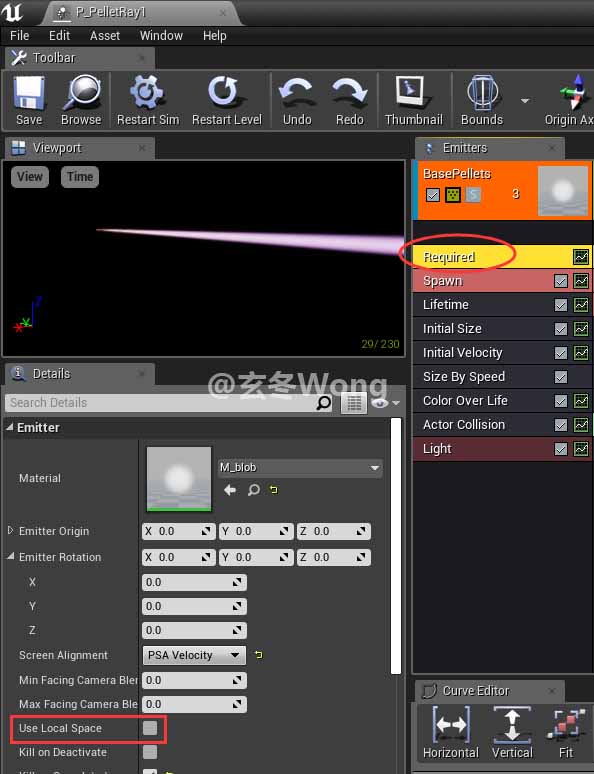 P_PelletRay1
File Edit Asset Window Help
Toolbar
Save Browse Restart Sim Restart Level Undo Redo Thumbnail Bounds Origin Ax
Viewport
View Time
Z
X Y
29/230
Emitters
BasePellets
S 3
Required
Spawn
Lifetime
Initial Size
Initial Velocity
Size By Speed
Color Over Life
Actor Collision
Light
@玄冬Wong
Details
Search Details
Emitter
Material
M_blob
Emitter Origin X 0.0 Y 0.0 Z 0.0
Emitter Rotation X 0.0 Y 0.0 Z 0.0
X 0.0
Y 0.0
Z 0.0
Screen Alignment PSA Velocity
Min Facing Camera Ble 0.0
Max Facing Camera Ble 0.0
Use Local Space
Kill on Deactivate
Curve Editor
Horizontal Vertical Fit